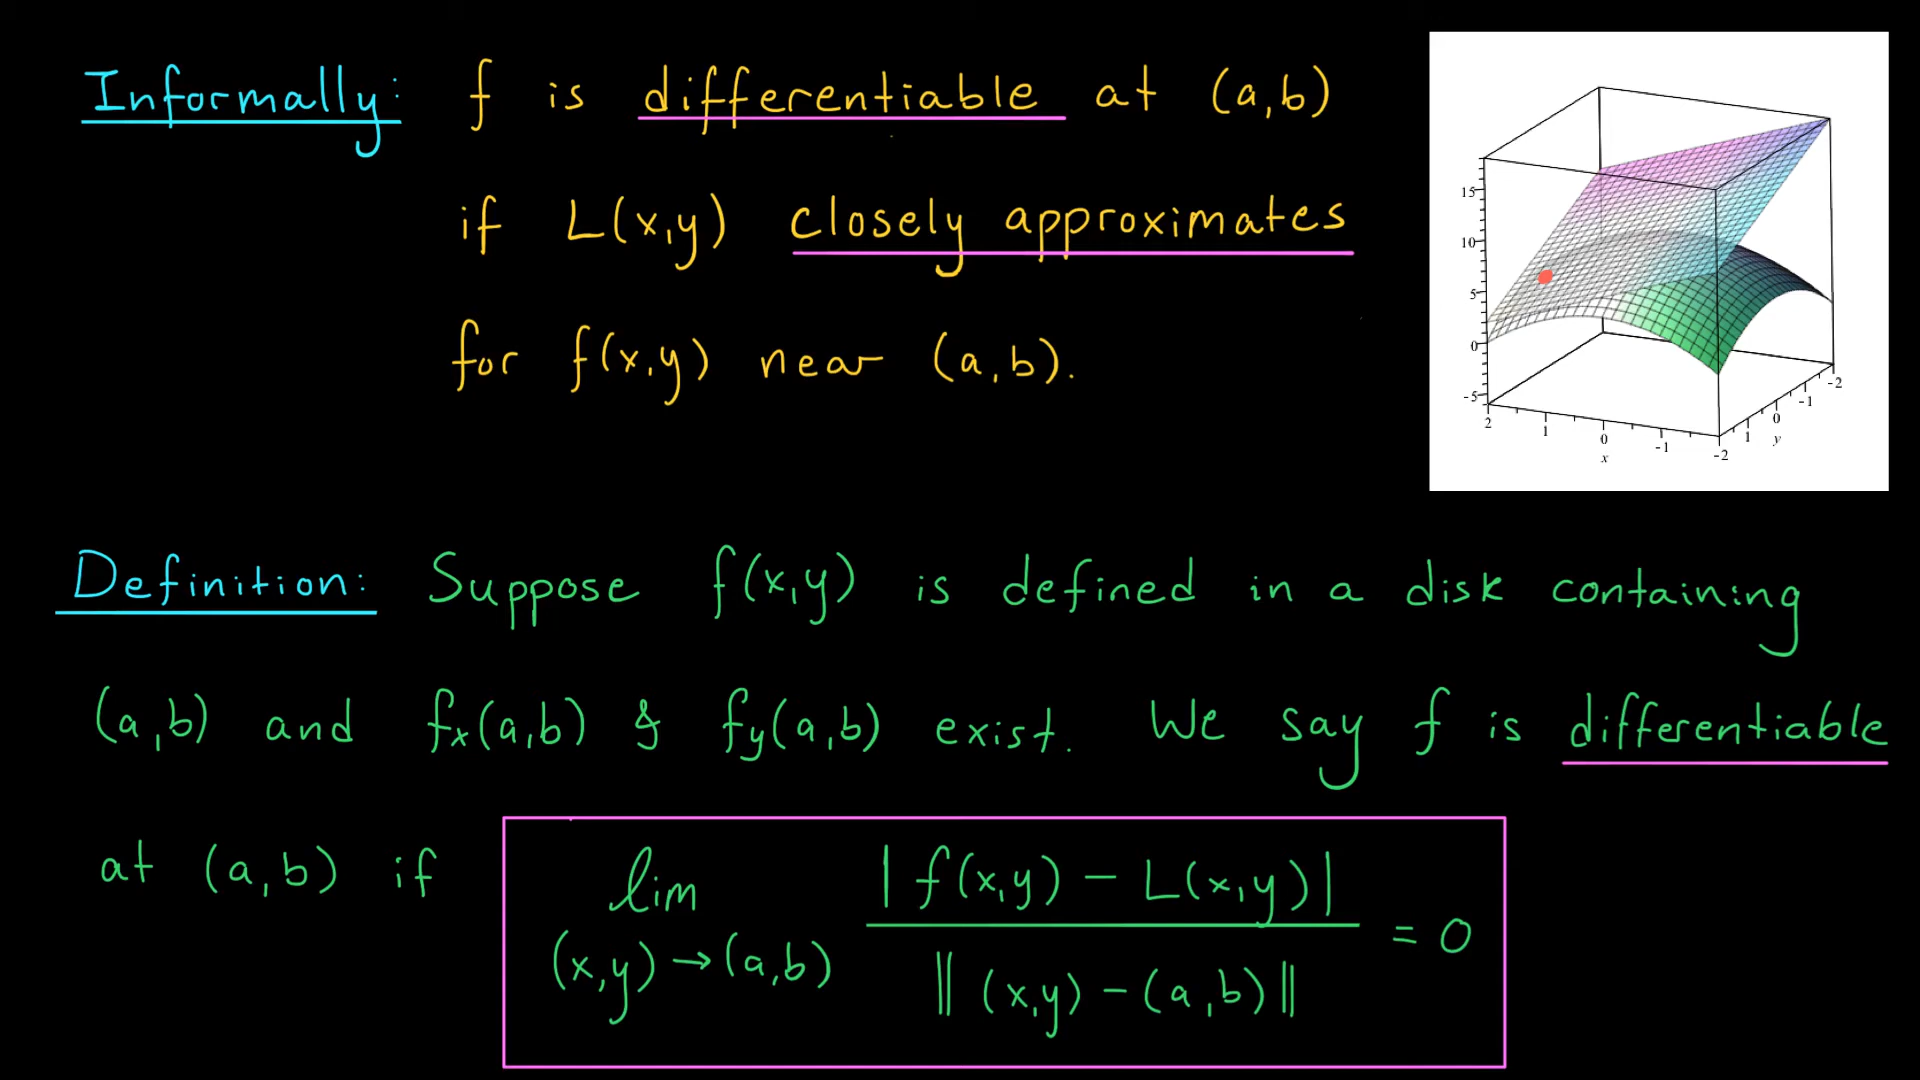 Informally: f is differentiable at (a,b)
if L(x,y) closely approximates
for f(x,y) near (a,b).
15
10
5
0
-5
2
1
0
-1
-2
x
1
0
-1
-2
y
Definition: Suppose f(x,y) is defined in a disk containing
(a,b) and fx(a,b) & fy(a,b) exist. We say f is differentiable
at (a,b) if
lim
(x,y)→(a,b)
|f(x,y) - L(x,y)|
‖(x,y)-(a,b)‖
= 0